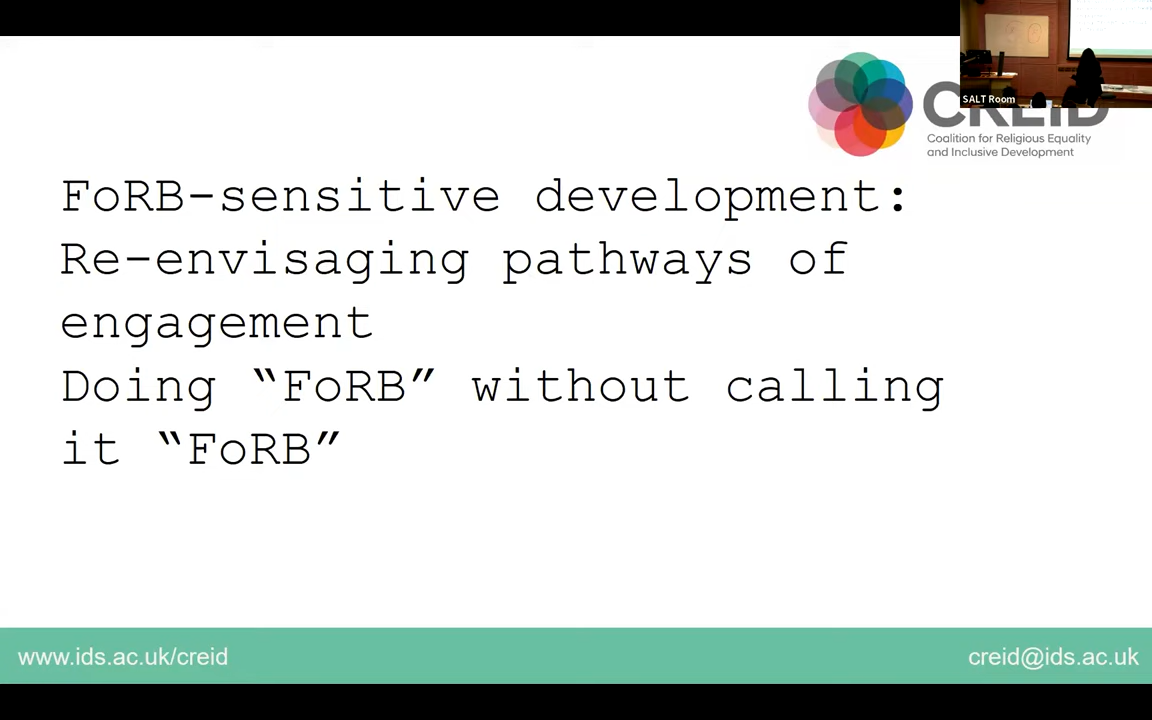 SALT Room
CREID
Coalition for Religious Equality
and Inclusive Development
FoRB-sensitive development:
Re-envisaging pathways of
engagement
Doing “FoRB” without calling
it “FoRB”
www.ids.ac.uk/creid
creid@ids.ac.uk